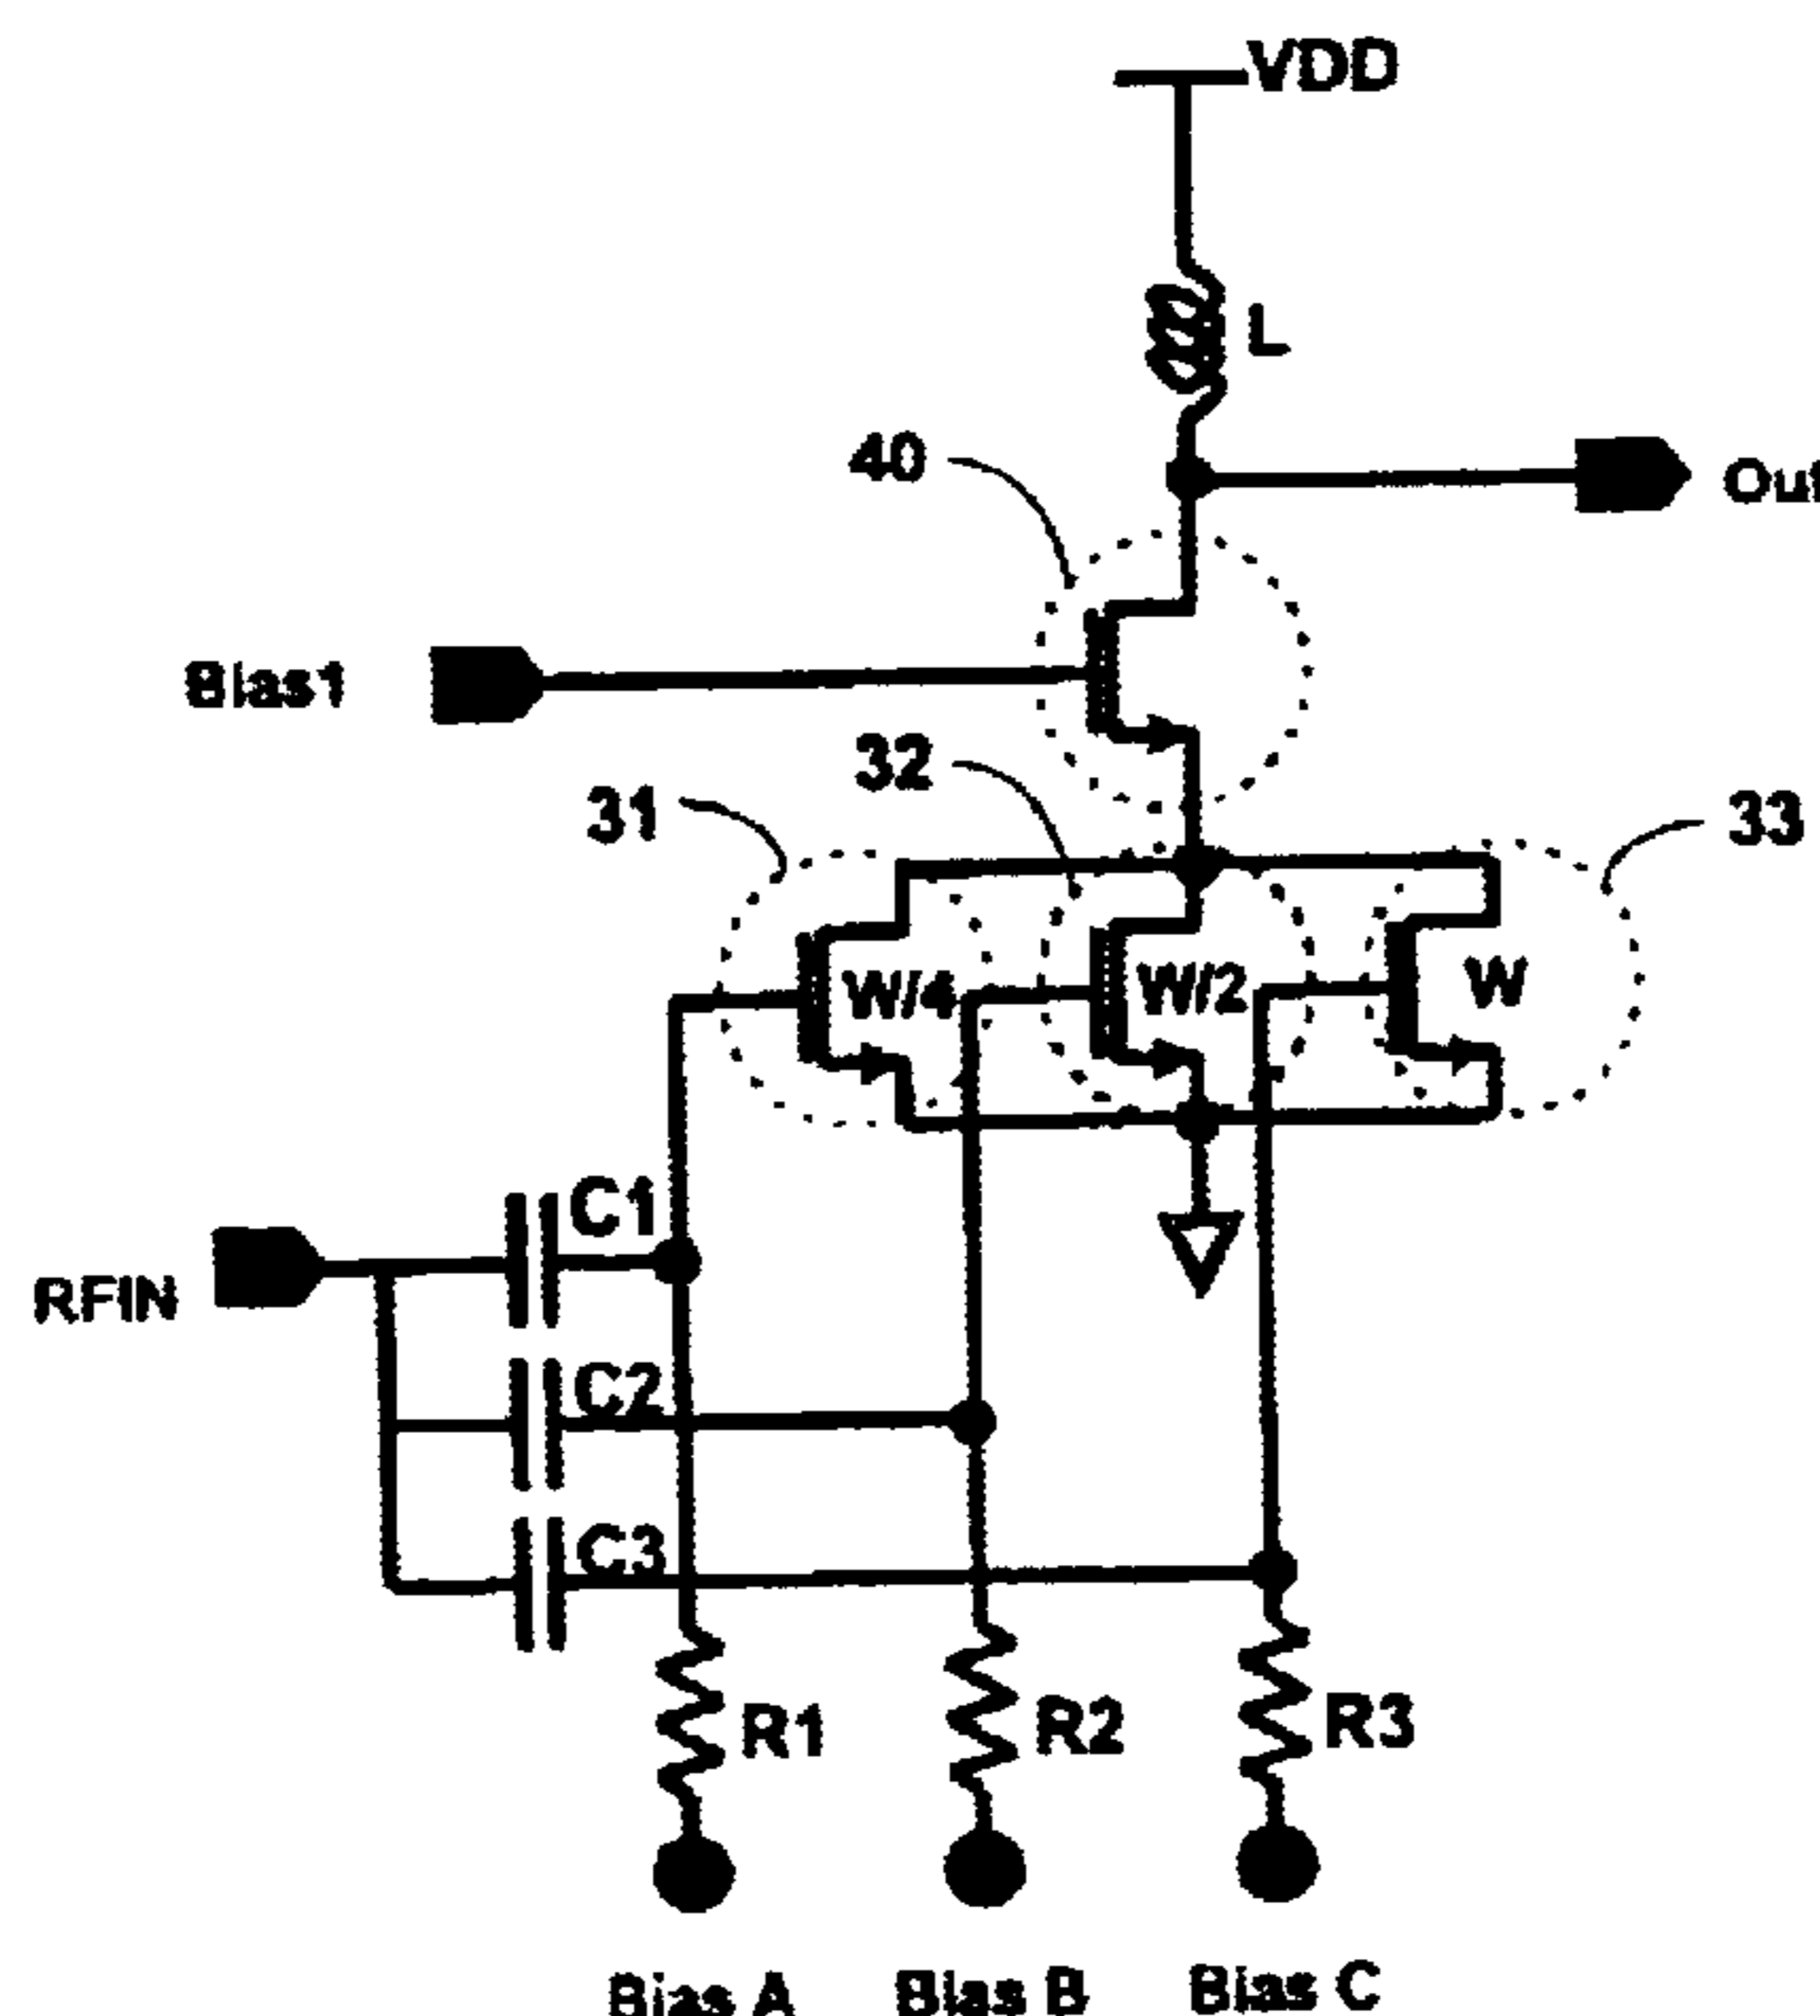 VDD
L
40
Out
Bias1
32
31
33
W/4
W/2
W
C1
RFIN
C2
C3
R1
R2
R3
Bias A
Bias B
Bias C